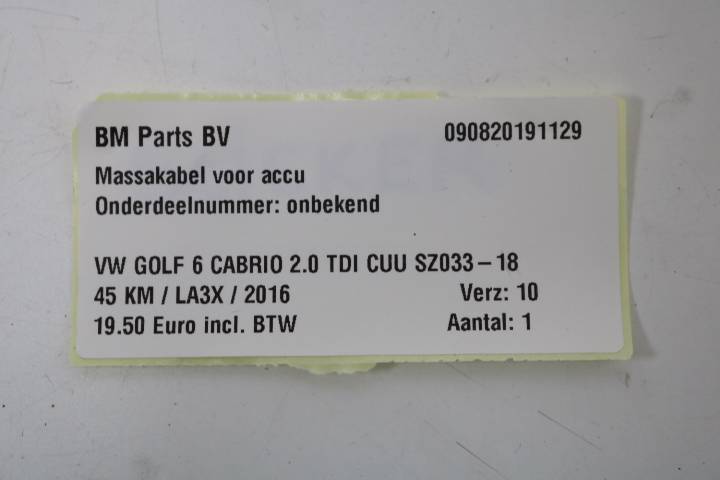 BM Parts BV 090820191129
Massakabel voor accu
Onderdeelnummer: onbekend
VW GOLF 6 CABRIO 2.0 TDI CUU SZ033-18
45 KM / LA3X / 2016 Verz: 10
19.50 Euro incl. BTW Aantal: 1